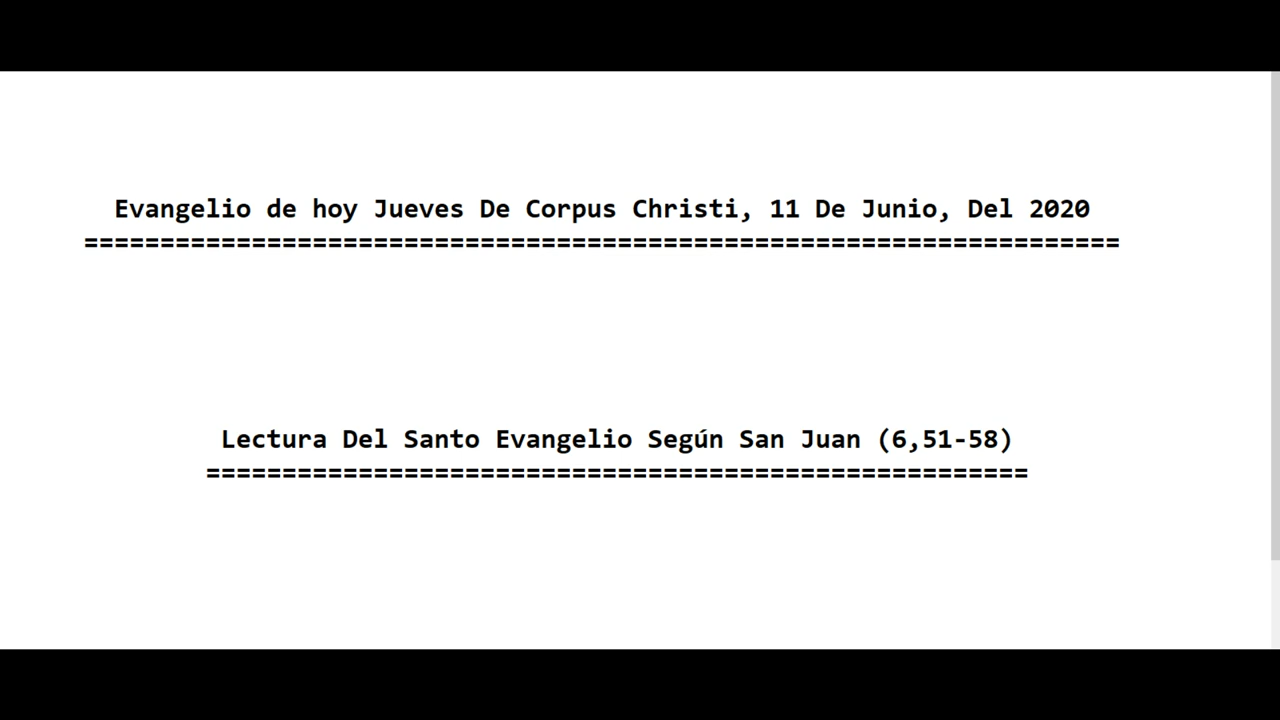 Evangelio de hoy Jueves De Corpus Christi, 11 De Junio, Del 2020
====================================================================
Lectura Del Santo Evangelio Según San Juan (6,51-58)
======================================================